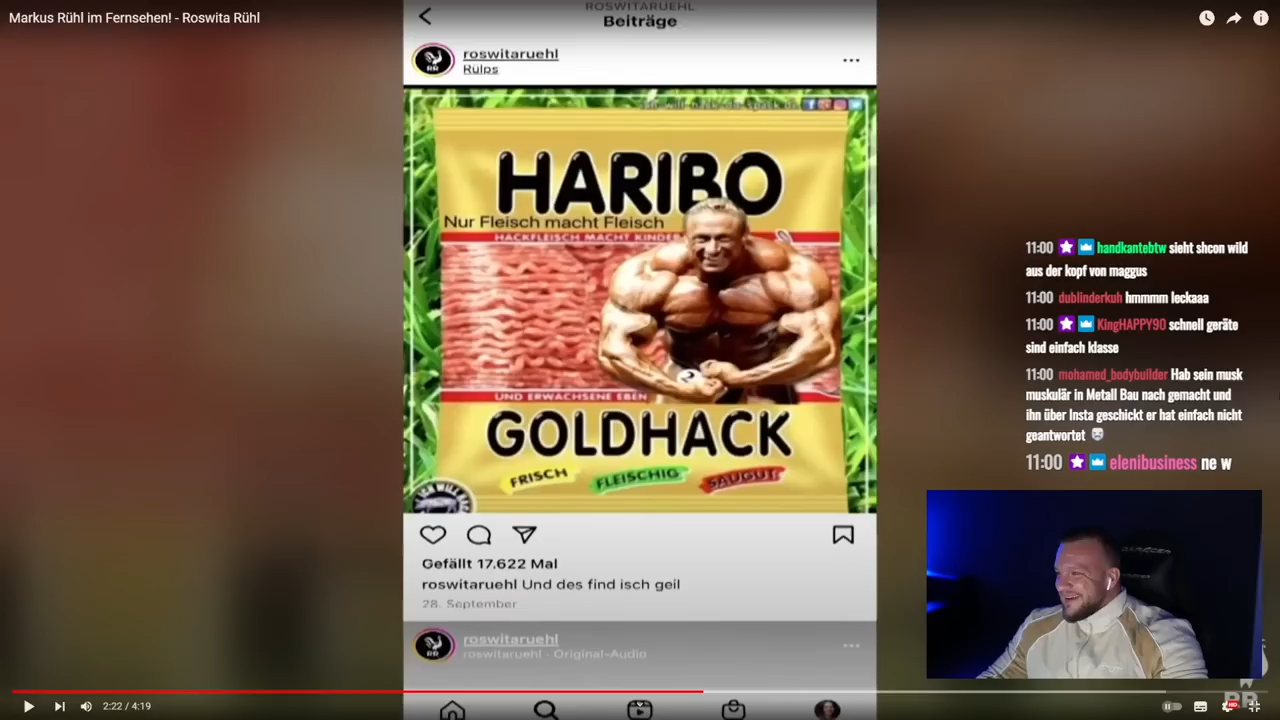 Markus Rühl im Fernsehen! - Roswita Rühl
ROSWITARUEHL
Beiträge
roswitaruehl
Rülps
HARIBO
Nur Fleisch macht Fleisch
HACKFLEISCH MACHT KINDER
UND ERWACHSENE EBEN
GOLDHACK
FRISCH
FLEISCHIG
SAUGUT
ICH WILL
2
Gefällt 17.622 Mal
roswitaruehl Und des find isch geil
28. September
roswitaruehl
roswitaruehl · Original-Audio
11:00 handkantebtw sieht shcon wild
aus der kopf von maggus
11:00 dublinderkuh hmmmm leckaaa
11:00 KingHAPPY90 schnell geräte
sind einfach klasse
11:00 mohamed_bodybuilder Hab sein musk
muskulär in Metall Bau nach gemacht und
ihn über Insta geschickt er hat einfach nicht
geantwortet
11:00 elenibusiness ne w
2:22 / 4:19
HD